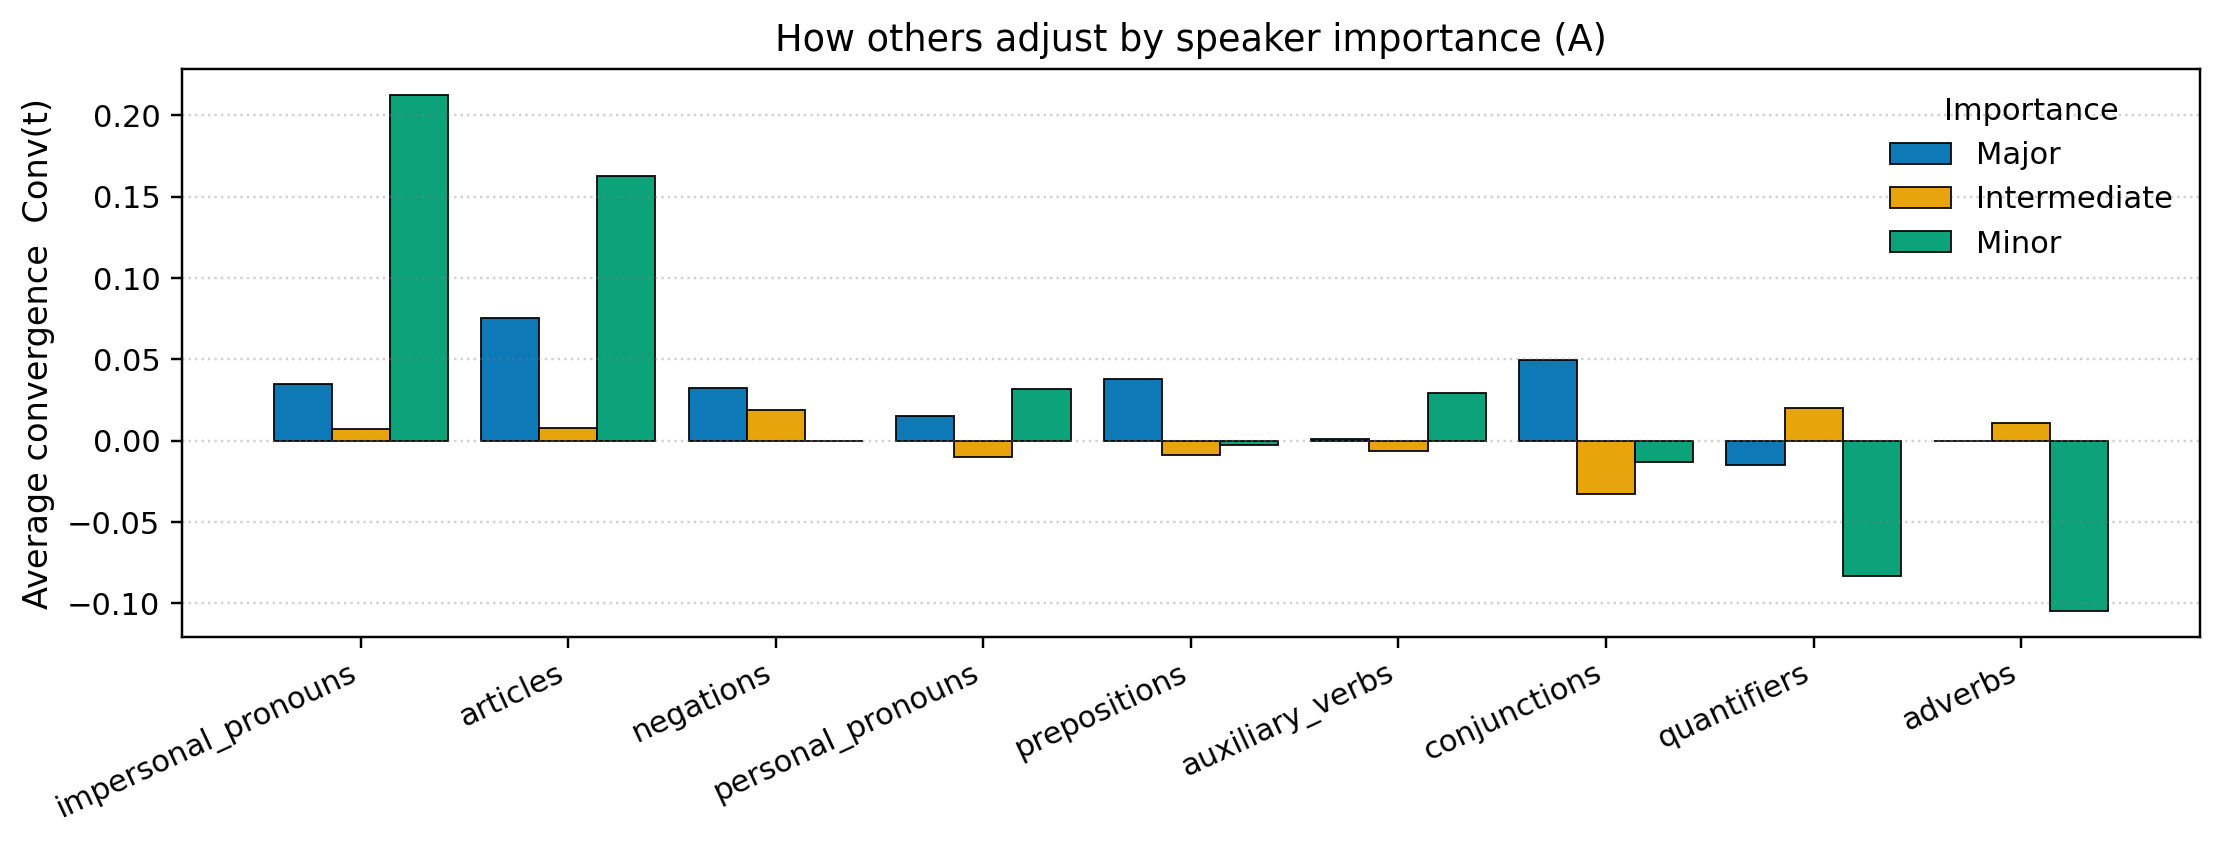 How others adjust by speaker importance (A)
Average convergence  Conv(t)
0.20
0.15
0.10
0.05
0.00
−0.05
−0.10
Importance
Major
Intermediate
Minor
impersonal_pronouns
articles
negations
personal_pronouns
prepositions
auxiliary_verbs
conjunctions
quantifiers
adverbs